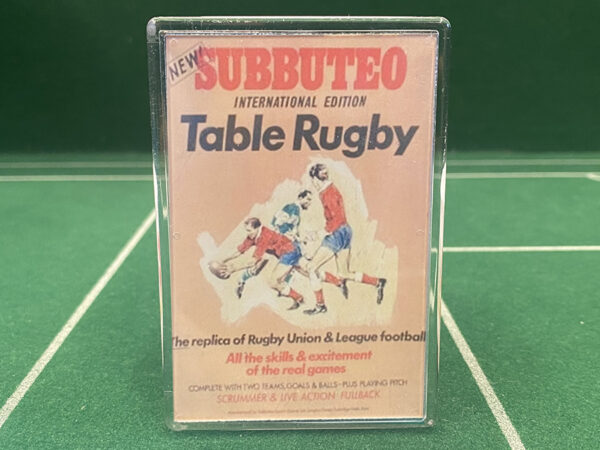 NEW!
SUBBUTEO
INTERNATIONAL EDITION
Table Rugby
The replica of Rugby Union & League football
All the skills & excitement
of the real games
COMPLETE WITH TWO TEAMS, GOALS & BALLS-PLUS PLAYING PITCH
SCRUMMER & LIVE ACTION FULLBACK